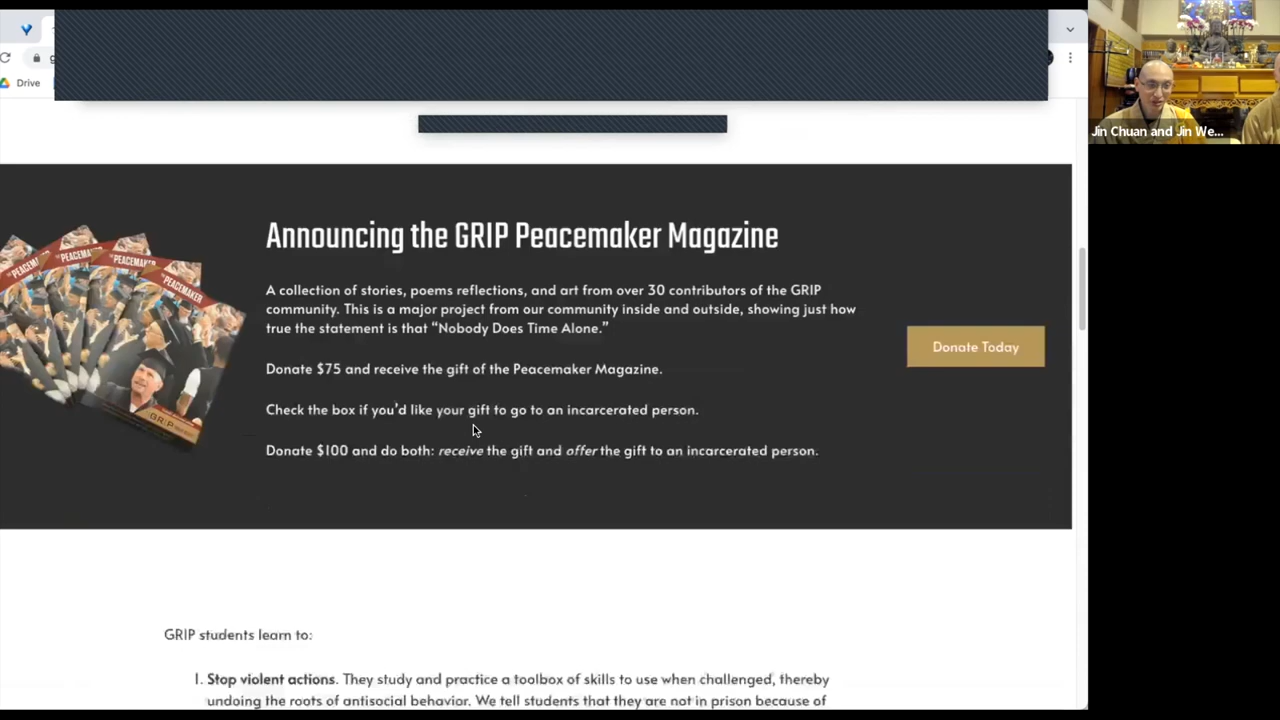 Drive
Jin Chuan and Jin We...
Announcing the GRIP Peacemaker Magazine
PEACEMAKER
PEACEMAKER
GRIP
A collection of stories, poems reflections, and art from over 30 contributors of the GRIP
community. This is a major project from our community inside and outside, showing just how
true the statement is that “Nobody Does Time Alone.”
Donate $75 and receive the gift of the Peacemaker Magazine.
Check the box if you’d like your gift to go to an incarcerated person.
Donate $100 and do both: receive the gift and offer the gift to an incarcerated person.
Donate Today
GRIP students learn to:
1. Stop violent actions. They study and practice a toolbox of skills to use when challenged, thereby
undoing the roots of antisocial behavior. We tell students that they are not in prison because of